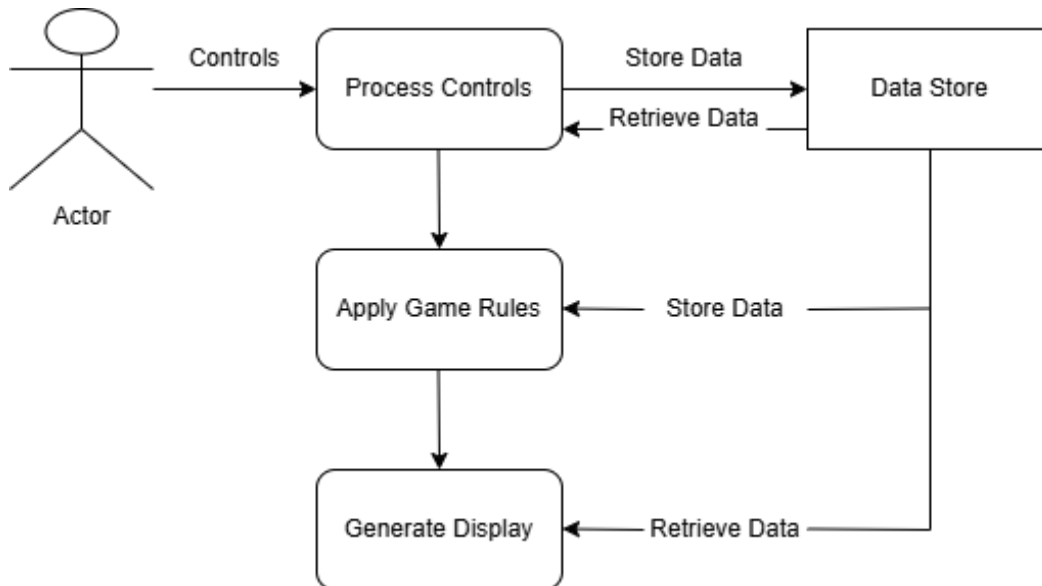 Controls
Process Controls
Store Data
Retrieve Data
Data Store
Actor
Apply Game Rules
Store Data
Generate Display
Retrieve Data